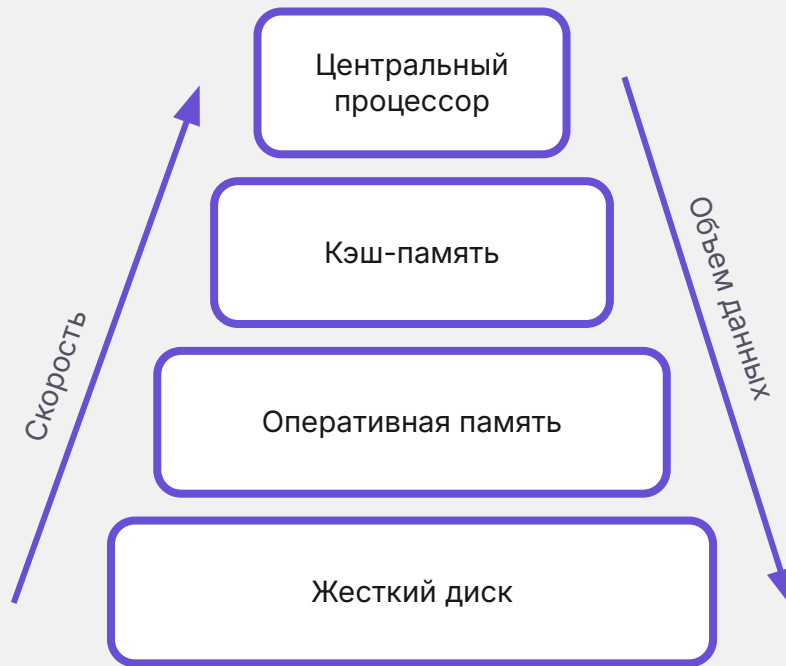 Центральный
процессор
Кэш-память
Объем данных
Скорость
Оперативная память
Жесткий диск